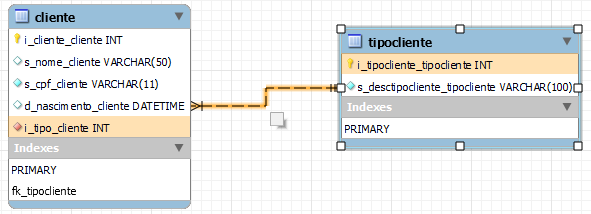 cliente
i_cliente_cliente INT
s_nome_cliente VARCHAR(50)
s_cpf_cliente VARCHAR(11)
d_nascimento_cliente DATETIME
i_tipo_cliente INT
Indexes
PRIMARY
fk_tipocliente
tipocliente
i_tipocliente_tipocliente INT
s_desctipocliente_tipocliente VARCHAR(100)
Indexes
PRIMARY